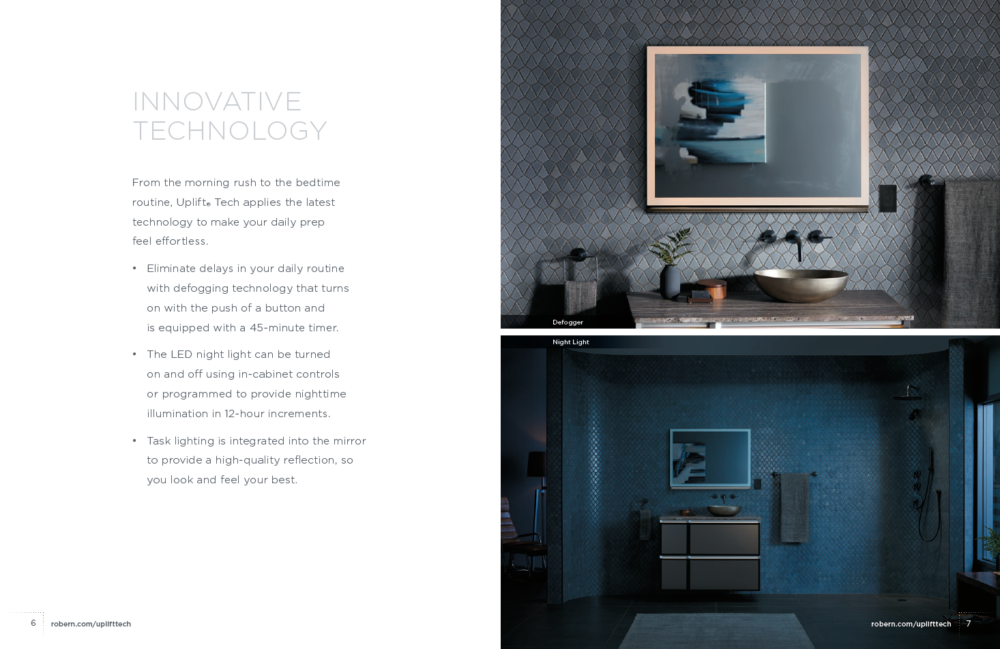 INNOVATIVE
TECHNOLOGY
From the morning rush to the bedtime
routine, Uplift® Tech applies the latest
technology to make your daily prep
feel effortless.
• Eliminate delays in your daily routine
with defogging technology that turns
on with the push of a button and
is equipped with a 45-minute timer.
• The LED night light can be turned
on and off using in-cabinet controls
or programmed to provide nighttime
illumination in 12-hour increments.
• Task lighting is integrated into the mirror
to provide a high-quality reflection, so
you look and feel your best.
6 robern.com/uplifttech
Defogger
Night Light
robern.com/uplifttech 7